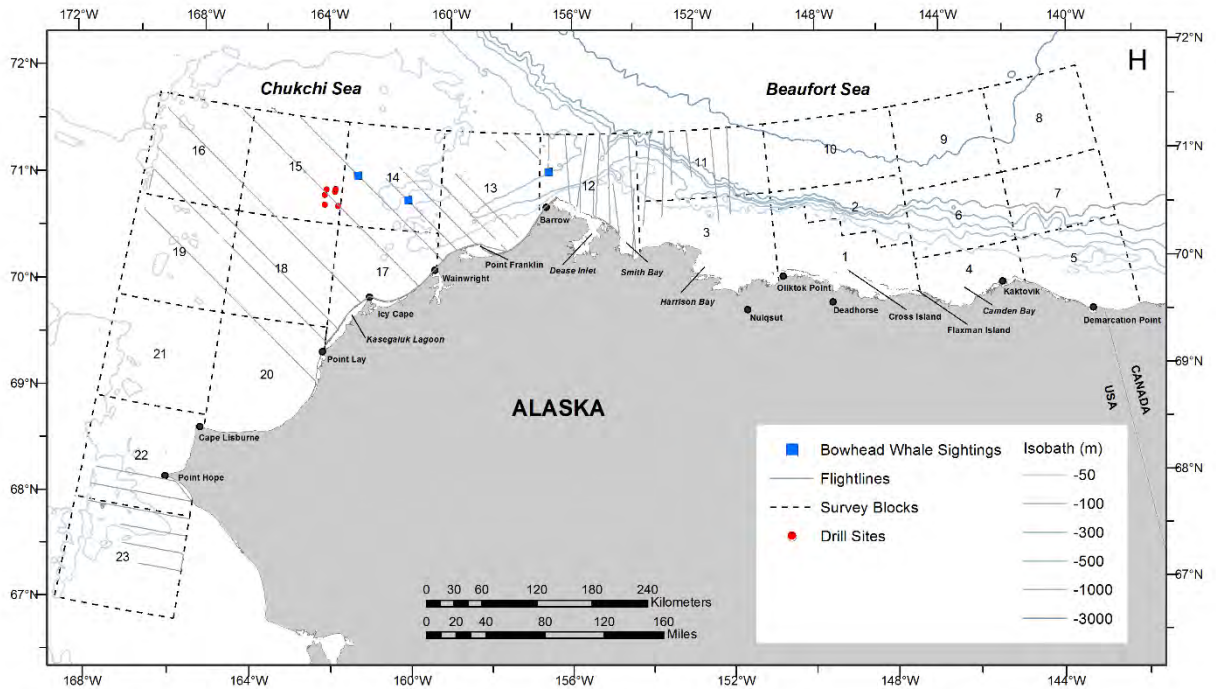 172°W 168°W 164°W 160°W 156°W 152°W 148°W 144°W 140°W
72°N 72°N
H
Chukchi Sea Beaufort Sea
8
9
10
16
15
14
13
11
12
7
71°N 71°N
2
6
3
Barrow
19
18
17
Point Franklin
Dease Inlet
Smith Bay
1
4
5
70°N 70°N
Wainwright
Harrison Bay
Oliktok Point
Kaktovik
Camden Bay
Icy Cape
Nuiqsut
Deadhorse
Cross Island
Flaxman Island
Demarcation Point
Kasegaluk Lagoon
21
20
Point Lay
69°N 69°N
CANADA
USA
ALASKA
Cape Lisburne
22
Point Hope
68°N 68°N
23
67°N 67°N
Bowhead Whale Sightings
Flightlines
Survey Blocks
Drill Sites
Isobath (m)
-50
-100
-300
-500
-1000
-3000
0 30 60 120 180 240
Kilometers
0 20 40 80 120 160
Miles
168°W 164°W 160°W 156°W 152°W 148°W 144°W